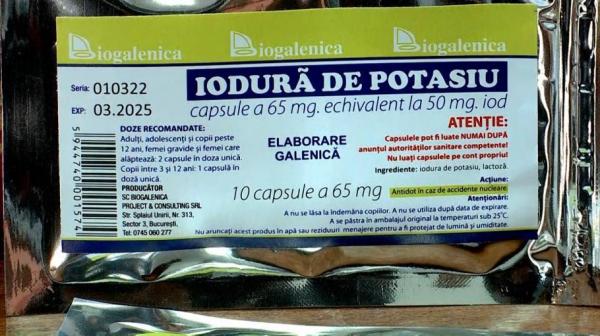 Biogalenica Biogalenica Biogalenica
Seria: 010322
EXP: 03.2025
IODURĂ DE POTASIU
capsule a 65 mg. echivalent la 50 mg. iod
DOZE RECOMANDATE:
Adulți, adolescenți și copii peste
12 ani, femei gravide și femei care
alăptează: 2 capsule în doza unică.
Copii intre 3 și 12 ani: 1 capsulă în
doză unică.
PRODUCĂTOR
SC BIOGALENICA
PROJECT & CONSULTING SRL
Str: Splaiul Unirii, Nr. 313,
Sector 3, București,
Tel: 0745 060 277
5944740001574
ELABORARE
GALENICĂ
10 capsule a 65 mg
ATENȚIE:
Capsulele pot fi luate NUMAI DUPĂ
anunțul autorităților sanitare competente!
Nu luați capsulele pe cont propriu!
Ingrediente: iodura de potasiu, lactoză.
Acțiune:
Antidot in caz de accidente nucleare.
Atenționări:
A nu se lăsa la îndemâna copiilor. A nu se utiliza după data de expirare.
A se păstra în ambalajul original la temperaturi sub 25°C.
Nu aruncați acest produs în apă sau reziduuri menajere pentru a fi protejat de lumină și umiditate.